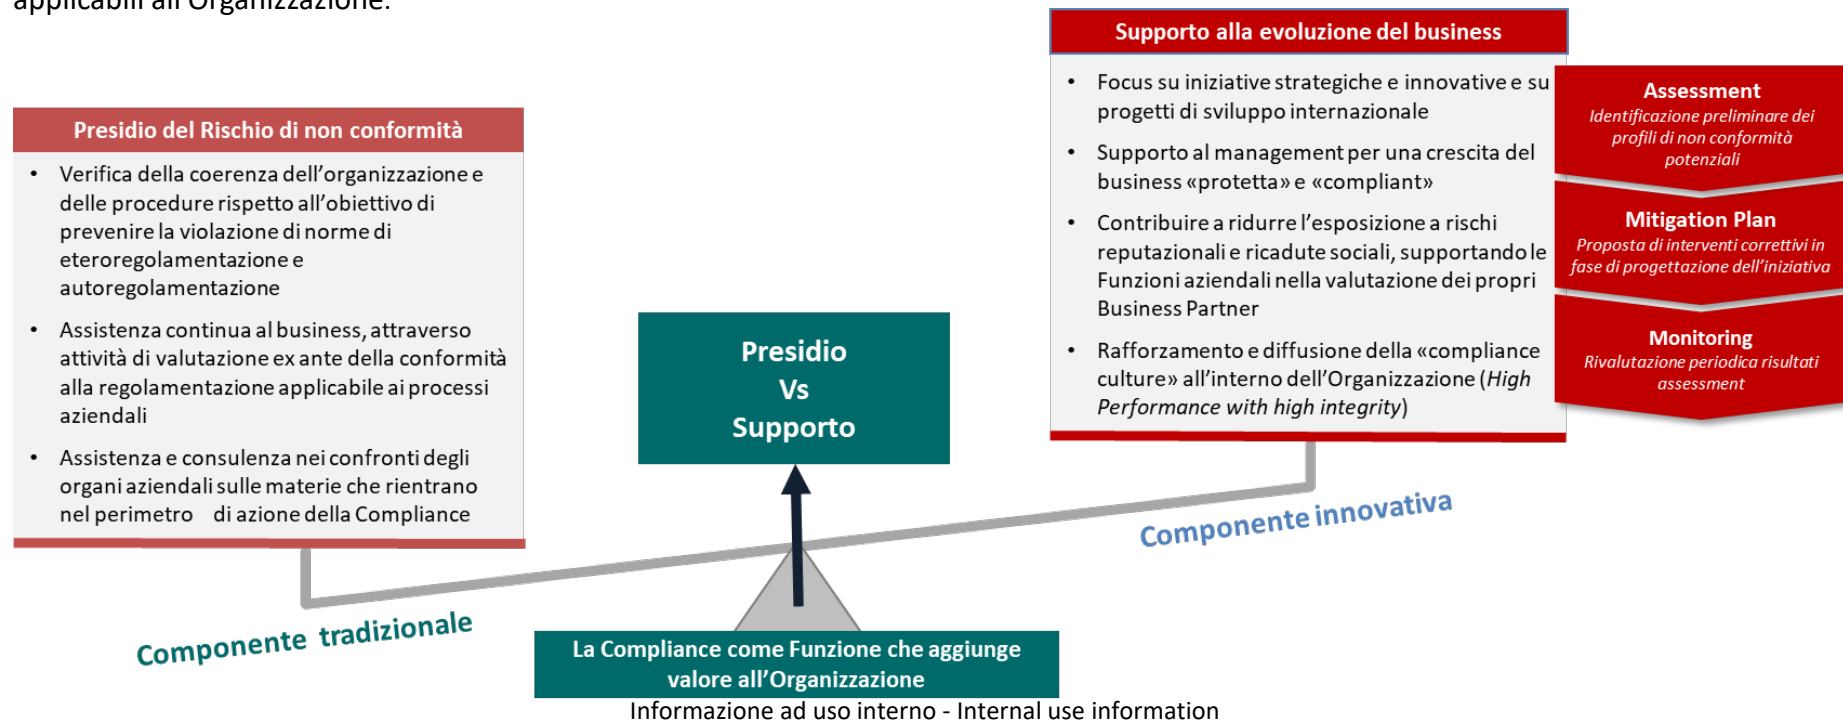 applicabili all'Organizzazione.
Presidio del Rischio di non conformità
• Verifica della coerenza dell'organizzazione e
delle procedure rispetto all'obiettivo di
prevenire la violazione di norme di
eteroregolamentazione e
autoregolamentazione
• Assistenza continua al business, attraverso
attività di valutazione ex ante della conformità
alla regolamentazione applicabile ai processi
aziendali
• Assistenza e consulenza nei confronti degli
organi aziendali sulle materie che rientrano
nel perimetro di azione della Compliance
Componente tradizionale
Presidio
Vs
Supporto
La Compliance come Funzione che aggiunge
valore all'Organizzazione
Supporto alla evoluzione del business
• Focus su iniziative strategiche e innovative e su
progetti di sviluppo internazionale
• Supporto al management per una crescita del
business «protetta» e «compliant»
• Contribuire a ridurre l'esposizione a rischi
reputazionali e ricadute sociali, supportando le
Funzioni aziendali nella valutazione dei propri
Business Partner
• Rafforzamento e diffusione della «compliance
culture» all'interno dell'Organizzazione (High
Performance with high integrity)
Componente innovativa
Assessment
Identificazione preliminare dei
profili di non conformità
potenziali
Mitigation Plan
Proposta di interventi correttivi in
fase di progettazione dell'iniziativa
Monitoring
Rivalutazione periodica risultati
assessment
Informazione ad uso interno - Internal use information